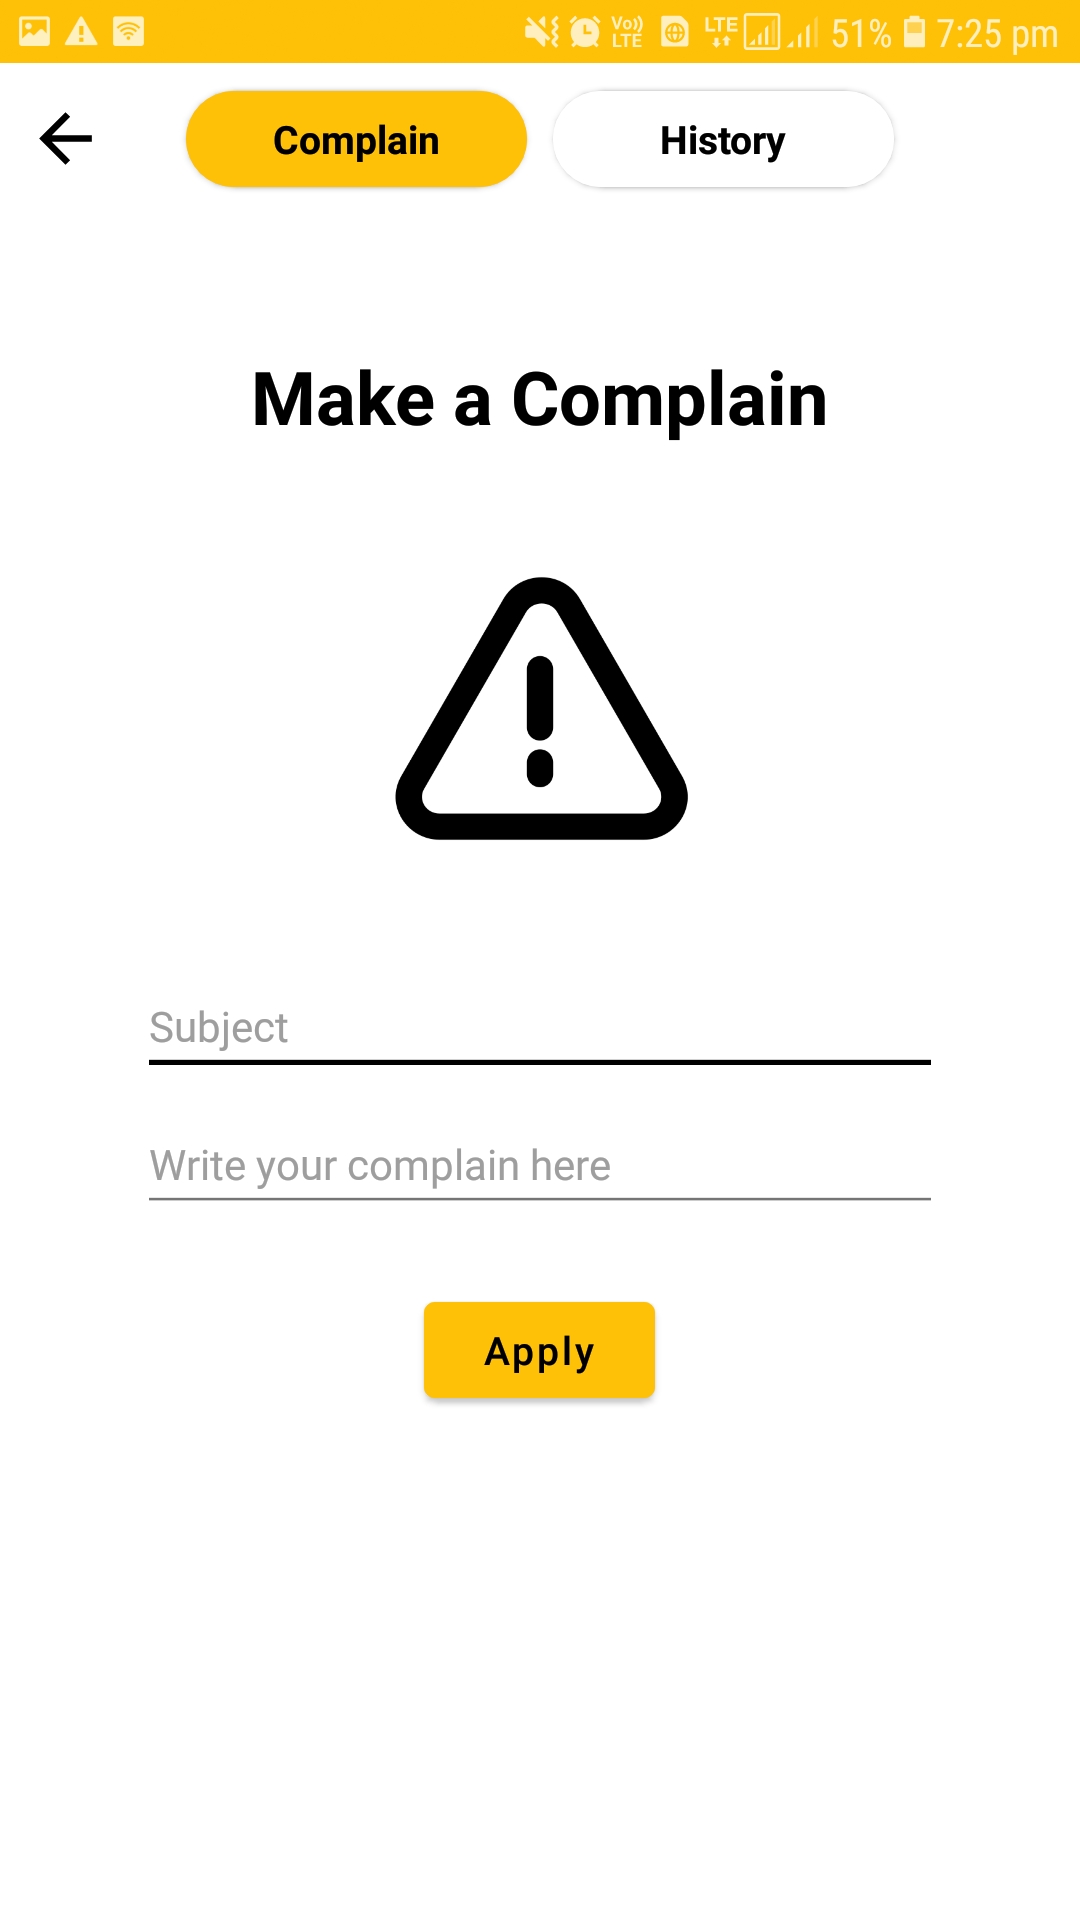 Vo)) LTE LTE 51% 7:25 pm
Complain History
Make a Complain
Subject
Write your complain here
Apply